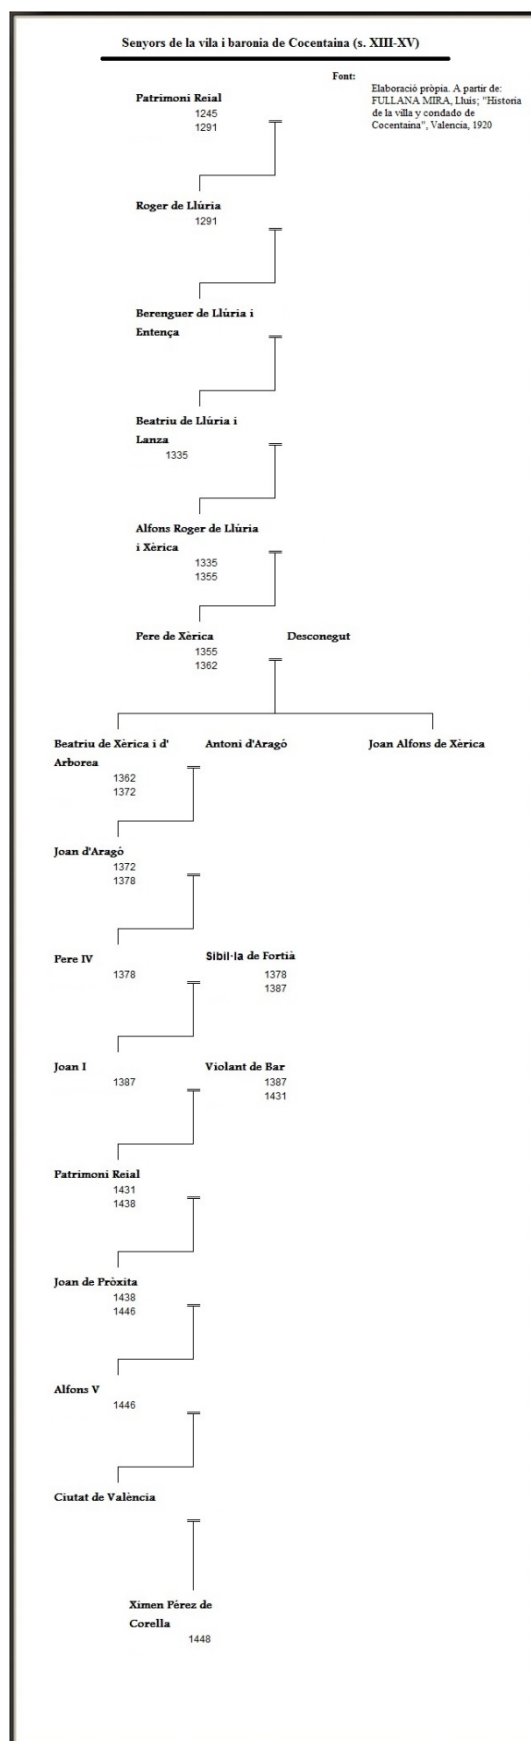 Senyors de la vila i baronia de Cocentaina (s. XIII-XV)
Font:
Elaboració pròpia. A partir de:
FULLANA MIRA, Lluis; "Historia
de la villa y condado de
Cocentaina", Valencia, 1920
Patrimoni Reial
1245
1291
Roger de Llúria
1291
Berenguer de Llúria i
Entença
Beatriu de Llúria i
Lanza
1335
Alfons Roger de Llúria
i Xèrica
1335
1355
Pere de Xèrica
1355
1362
Desconegut
Beatriu de Xèrica i d'
Arborea
1362
1372
Antoni d'Aragó
Joan Alfons de Xèrica
Joan d'Aragó
1372
1378
Pere IV
1378
Sibil·la de Fortià
1378
1387
Joan I
1387
Violant de Bar
1387
1431
Patrimoni Reial
1431
1438
Joan de Pròxita
1438
1446
Alfons V
1446
Ciutat de València
Ximen Pérez de
Corella
1448